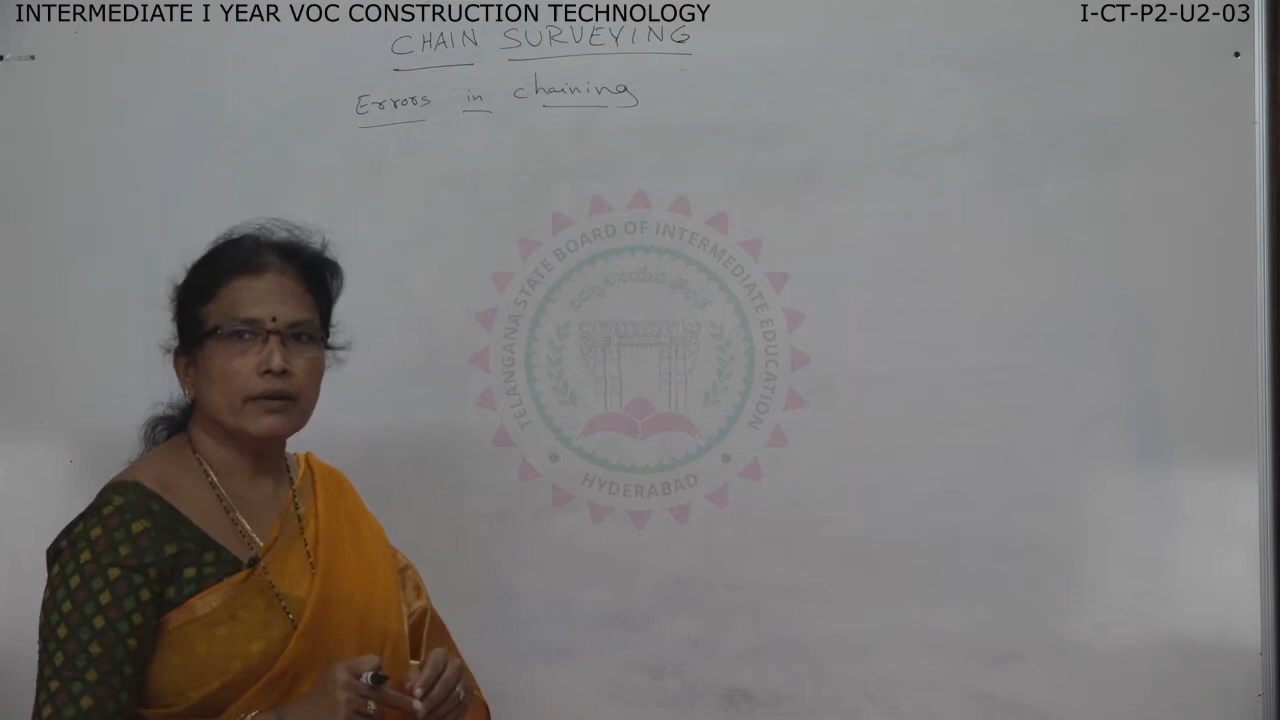 INTERMEDIATE I YEAR VOC CONSTRUCTION TECHNOLOGY
I-CT-P2-U2-03
CHAIN SURVEYING
Errors in chaining
TELANGANA STATE BOARD OF INTERMEDIATE EDUCATION
HYDERABAD